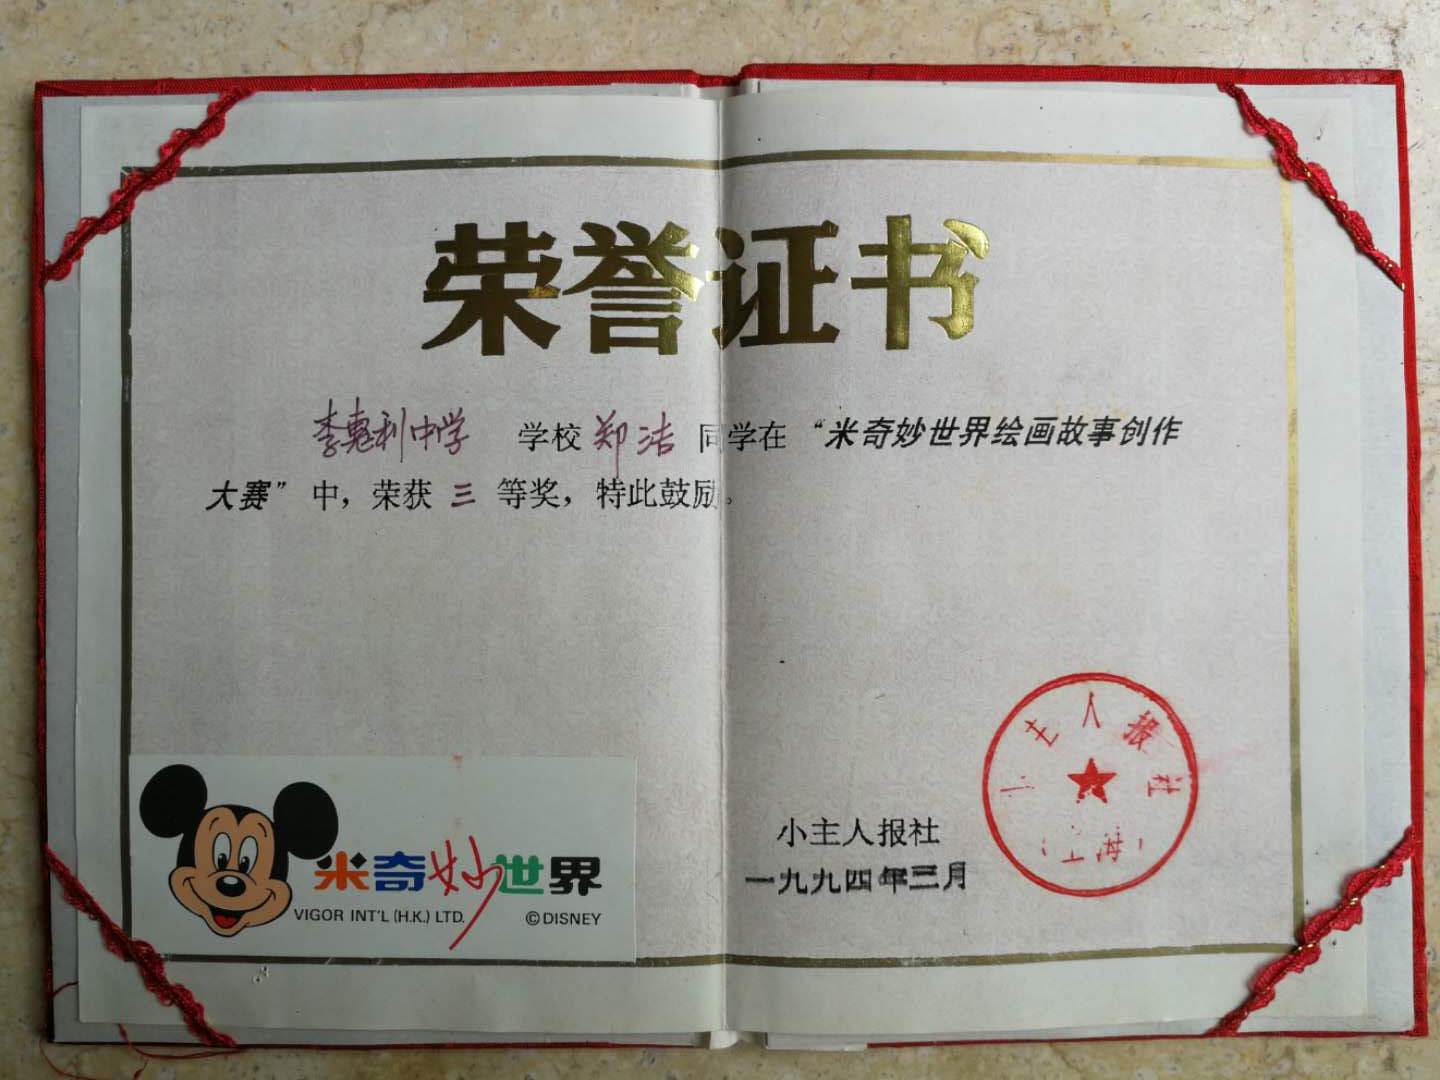 荣誉证书
李惠利中学 学校 郑洁 同学在 “米奇妙世界绘画故事创作
大赛” 中，荣获 三 等奖，特此鼓励。
小主人报社
（上海）
小主人报社
一九九四年三月
米奇妙世界
VIGOR INT'L (H.K.) LTD. ©DISNEY